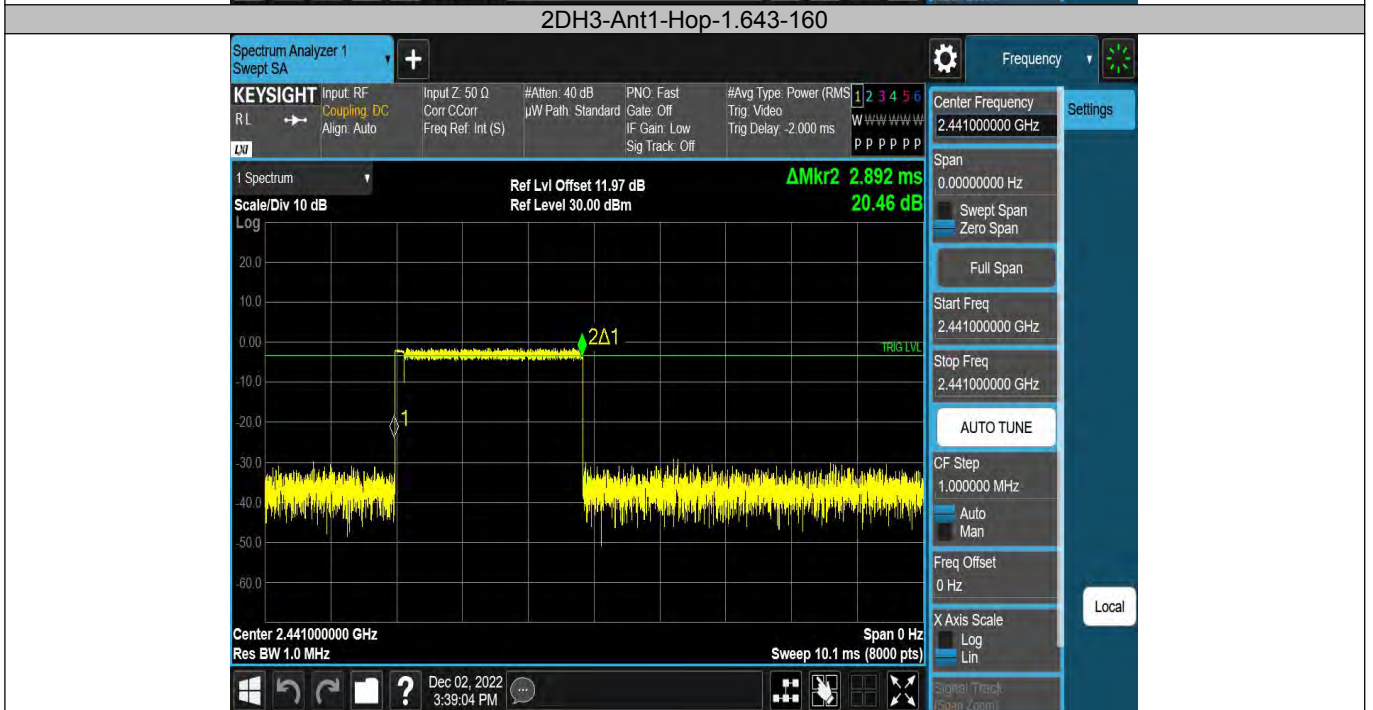 2DH3-Ant1-Hop-1.643-160
Spectrum Analyzer 1
Swept SA
+
Frequency
KEYSIGHT
RL
LXI
Input: RF
Coupling: DC
Align: Auto
Input Z: 50 Ω
Corr CCorr
Freq Ref: Int (S)
#Atten: 40 dB
µW Path: Standard
PNO: Fast
Gate: Off
IF Gain: Low
Sig Track: Off
#Avg Type: Power (RMS
Trig: Video
Trig Delay: -2.000 ms
1 2 3 4 5 6
W W W W W W
P P P P P P
1 Spectrum
Scale/Div 10 dB
Log
Ref Lvl Offset 11.97 dB
Ref Level 30.00 dBm
ΔMkr2 2.892 ms
20.46 dB
20.0
10.0
0.00
-10.0
-20.0
-30.0
-40.0
-50.0
-60.0
2Δ1
1
TRIG LVL
Center 2.441000000 GHz
Res BW 1.0 MHz
Span 0 Hz
Sweep 10.1 ms (8000 pts)
Center Frequency
2.441000000 GHz
Settings
Span
0.00000000 Hz
Swept Span
Zero Span
Full Span
Start Freq
2.441000000 GHz
Stop Freq
2.441000000 GHz
AUTO TUNE
CF Step
1.000000 MHz
Auto
Man
Freq Offset
0 Hz
X Axis Scale
Log
Lin
Signal Track
(Span Zoom)
Local
?
Dec 02, 2022
3:39:04 PM